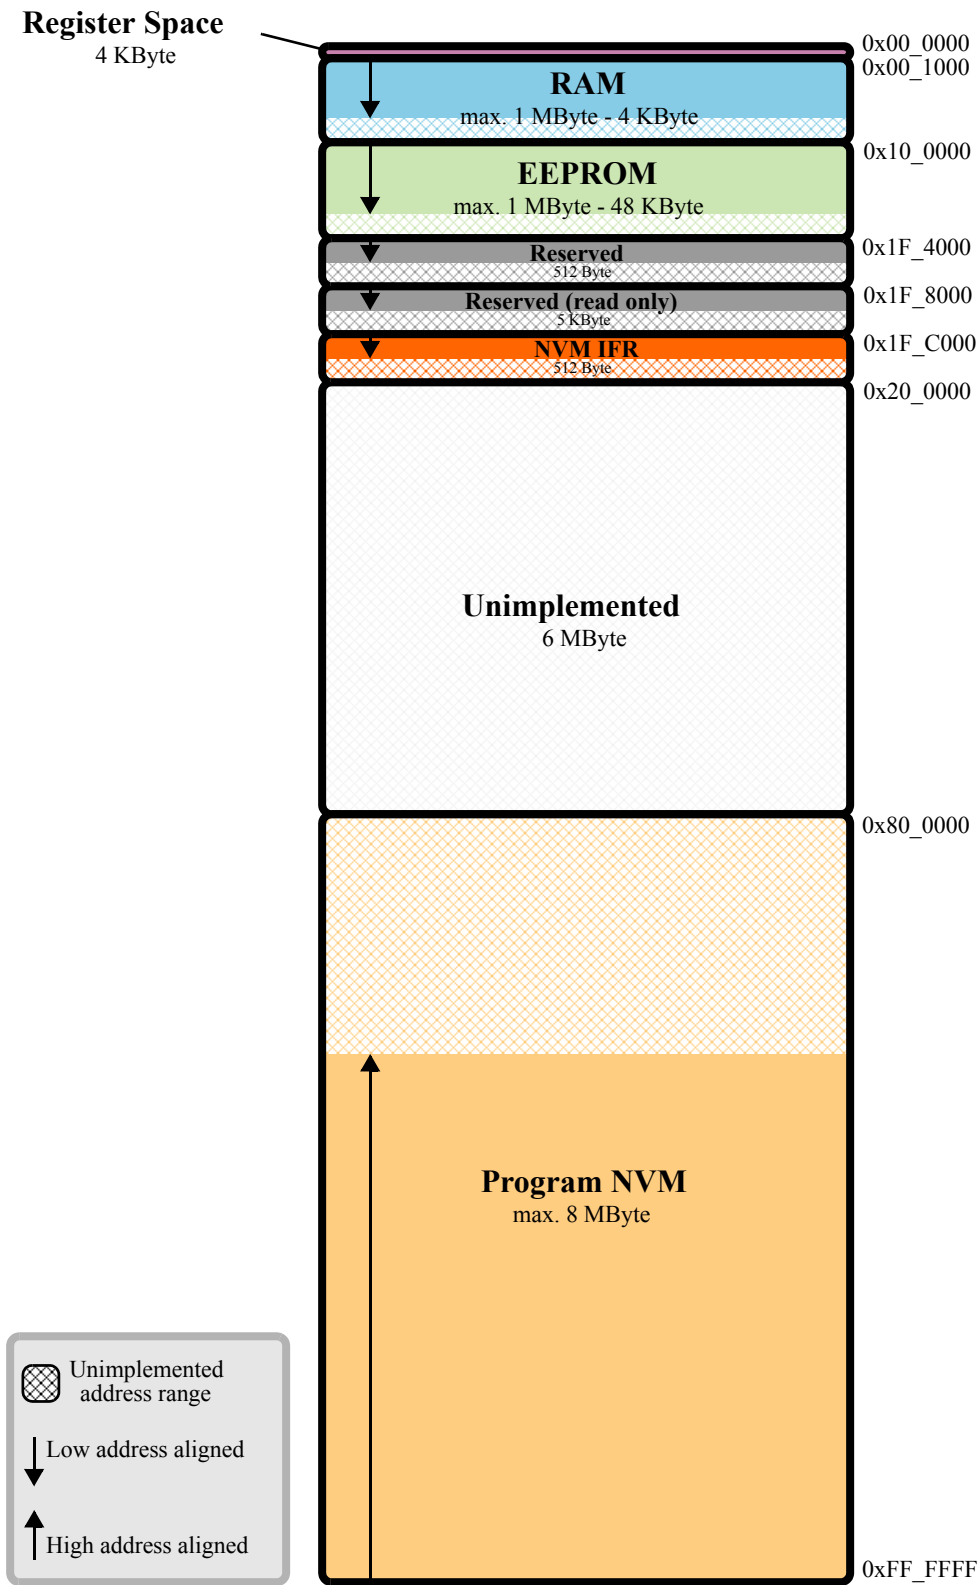 Register Space
4 KByte
0x00_0000
0x00_1000
RAM
max. 1 MByte - 4 KByte
0x10_0000
EEPROM
max. 1 MByte - 48 KByte
0x1F_4000
Reserved
512 Byte
0x1F_8000
Reserved (read only)
5 KByte
0x1F_C000
NVM IFR
512 Byte
0x20_0000
Unimplemented
6 MByte
0x80_0000
Program NVM
max. 8 MByte
Unimplemented
address range
Low address aligned
High address aligned
0xFF_FFFF